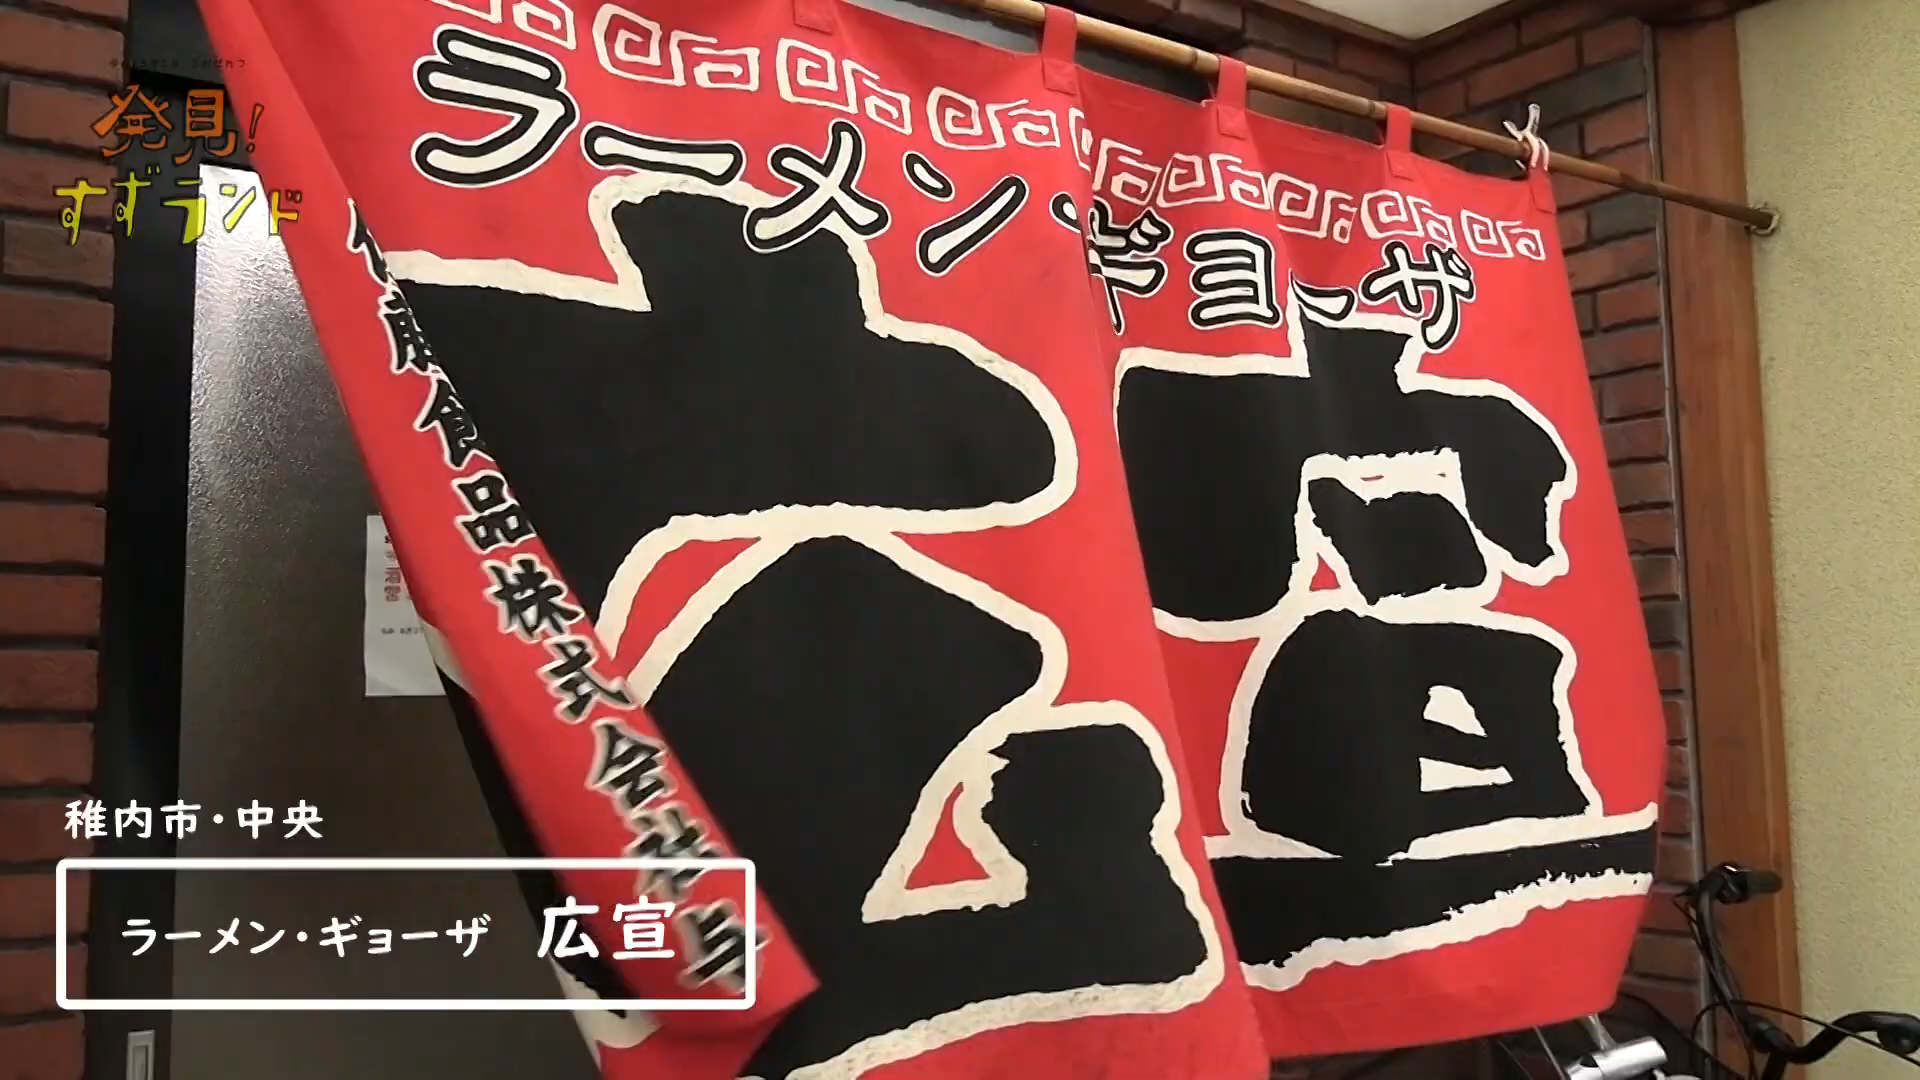 発見!
すずランド
ラーメン・ギョーザ
広宣
食品株式会社与
稚内市・中央
ラーメン・ギョーザ 広宣